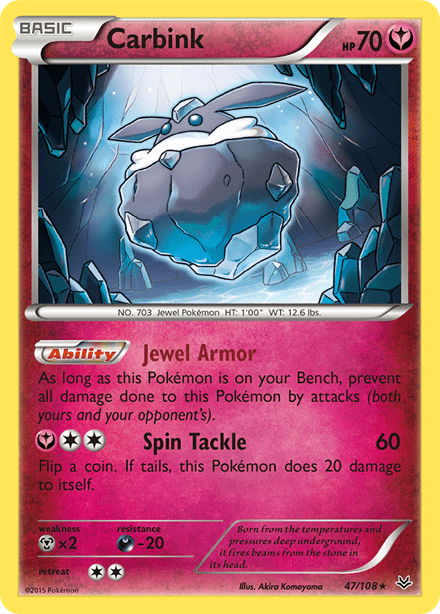 BASIC
Carbink
HP 70
NO. 703 Jewel Pokémon HT: 1'00" WT: 12.6 lbs.
Ability Jewel Armor
As long as this Pokémon is on your Bench, prevent
all damage done to this Pokémon by attacks (both
yours and your opponent's).
Spin Tackle 60
Flip a coin. If tails, this Pokémon does 20 damage
to itself.
weakness resistance
×2 -20
retreat
Born from the temperatures and
pressures deep underground,
it fires beams from the stone in
its head.
©2015 Pokémon
Illus. Akira Komayama
47/108★